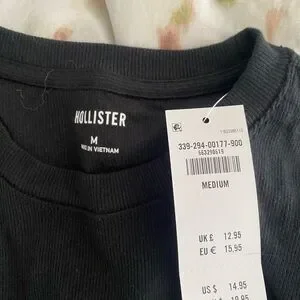 HOLLISTER
M
MADE IN VIETNAM
339-294-00177-900
MEDIUM
UK £ 12.95
EU € 15,95
US $ 14.95